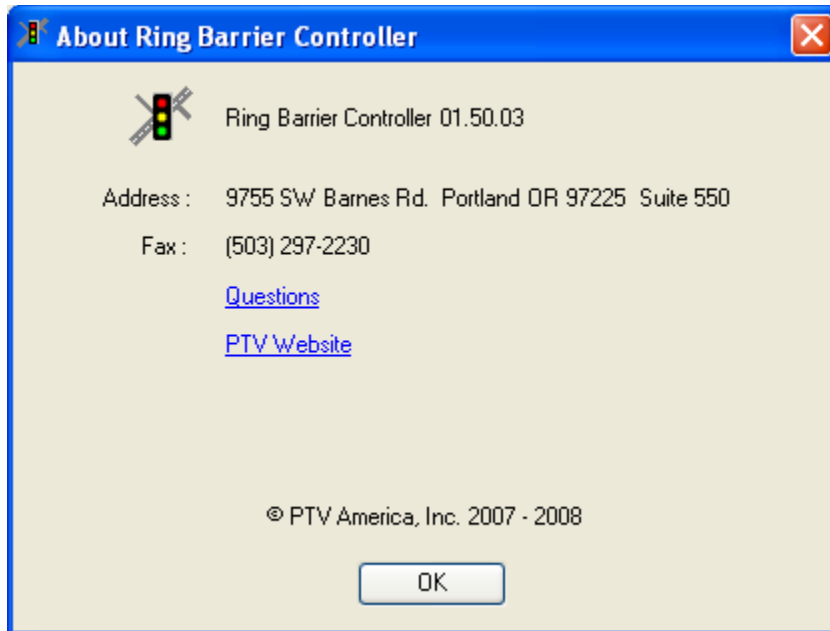 About Ring Barrier Controller
Ring Barrier Controller 01.50.03
Address : 9755 SW Barnes Rd. Portland OR 97225 Suite 550
Fax : (503) 297-2230
Questions
PTV Website
© PTV America, Inc. 2007 - 2008
OK